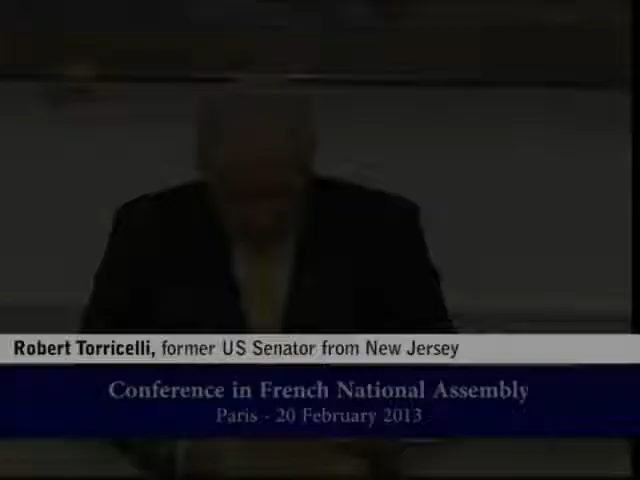 Robert Torricelli, former US Senator from New Jersey
Conference in French National Assembly
Paris - 20 February 2013